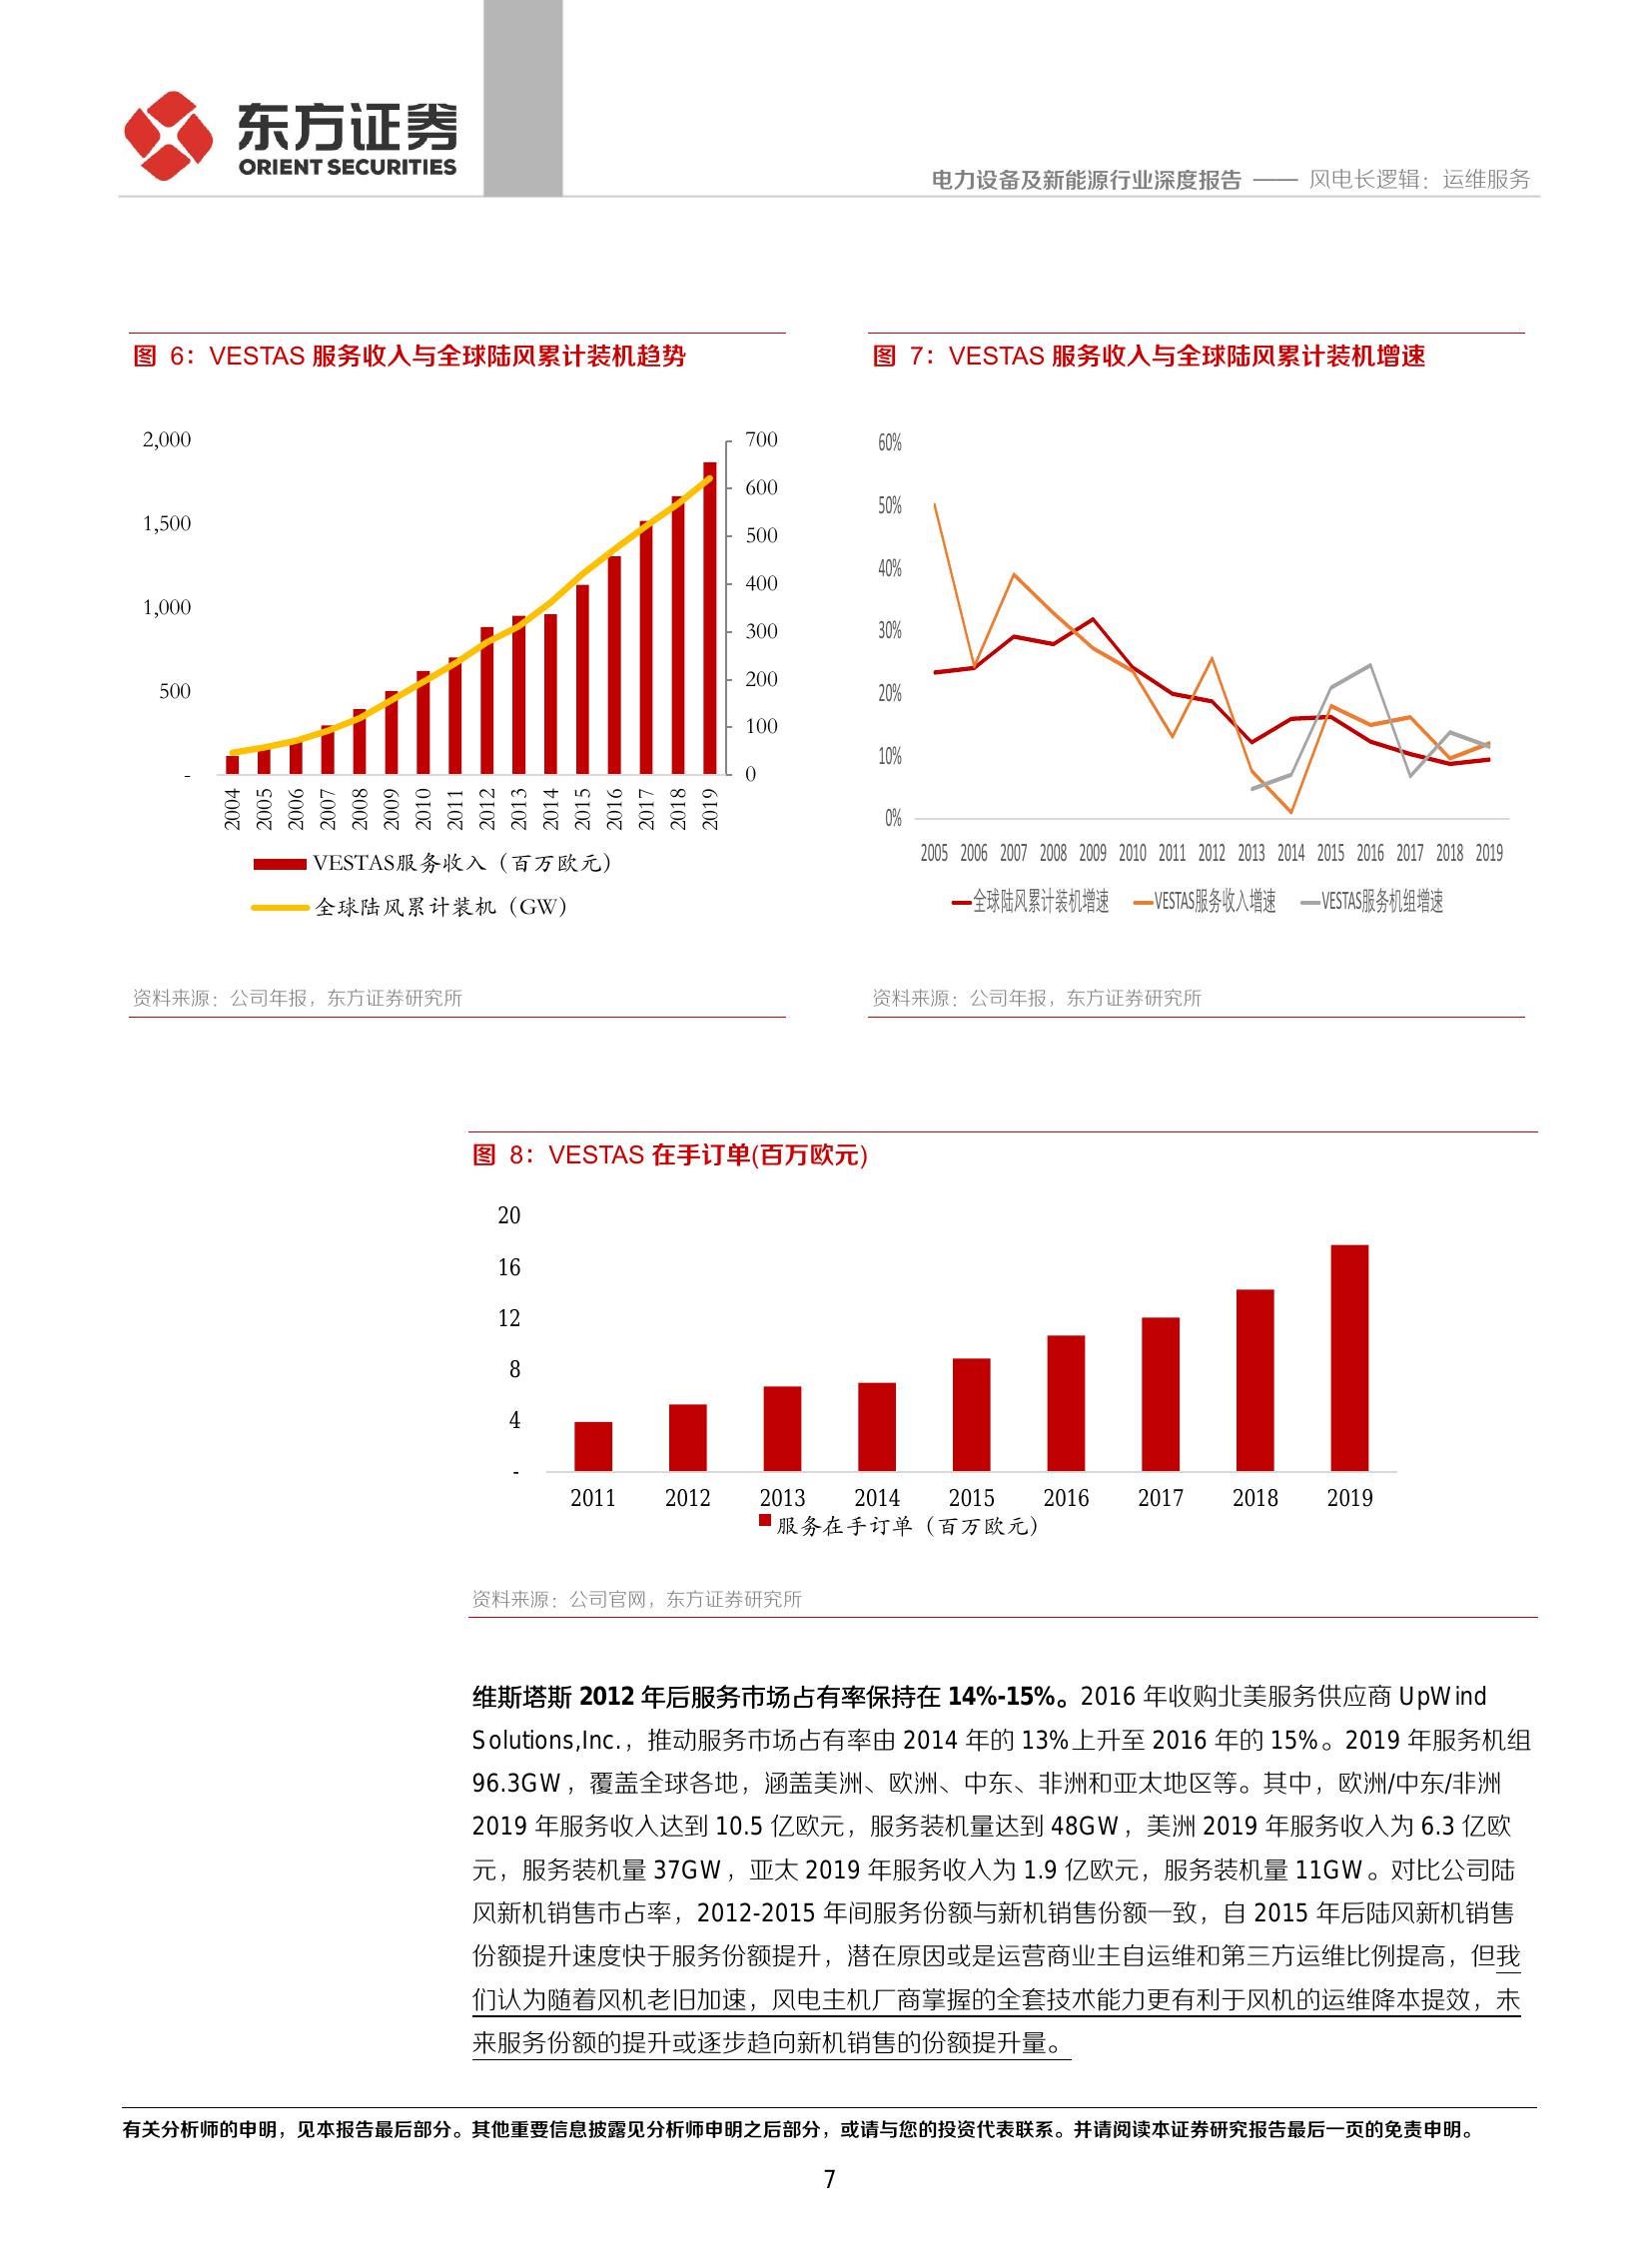 东方证券
ORIENT SECURITIES
电力设备及新能源行业深度报告 —— 风电长逻辑：运维服务
图 6：VESTAS 服务收入与全球陆风累计装机趋势
2,000
1,500
1,000
500
-
700
600
500
400
300
200
100
0
2004 2005 2006 2007 2008 2009 2010 2011 2012 2013 2014 2015 2016 2017 2018 2019
VESTAS服务收入（百万欧元）
全球陆风累计装机（GW）
资料来源：公司年报，东方证券研究所
图 7：VESTAS 服务收入与全球陆风累计装机增速
60%
50%
40%
30%
20%
10%
0%
2005 2006 2007 2008 2009 2010 2011 2012 2013 2014 2015 2016 2017 2018 2019
全球陆风累计装机增速 VESTAS服务收入增速 VESTAS服务机组增速
资料来源：公司年报，东方证券研究所
图 8：VESTAS 在手订单(百万欧元)
20
16
12
8
4
-
2011 2012 2013 2014 2015 2016 2017 2018 2019
服务在手订单（百万欧元）
资料来源：公司官网，东方证券研究所
维斯塔斯 2012 年后服务市场占有率保持在 14%-15%。2016 年收购北美服务供应商 UpWind
Solutions,Inc.，推动服务市场占有率由 2014 年的 13%上升至 2016 年的 15%。2019 年服务机组
96.3GW，覆盖全球各地，涵盖美洲、欧洲、中东、非洲和亚太地区等。其中，欧洲/中东/非洲
2019 年服务收入达到 10.5 亿欧元，服务装机量达到 48GW，美洲 2019 年服务收入为 6.3 亿欧
元，服务装机量 37GW，亚太 2019 年服务收入为 1.9 亿欧元，服务装机量 11GW。对比公司陆
风新机销售市占率，2012-2015 年间服务份额与新机销售份额一致，自 2015 年后陆风新机销售
份额提升速度快于服务份额提升，潜在原因或是运营商业主自运维和第三方运维比例提高，但我
们认为随着风机老旧加速，风电主机厂商掌握的全套技术能力更有利于风机的运维降本提效，未
来服务份额的提升或逐步趋向新机销售的份额提升量。
有关分析师的申明，见本报告最后部分。其他重要信息披露见分析师申明之后部分，或请与您的投资代表联系。并请阅读本证券研究报告最后一页的免责申明。
7